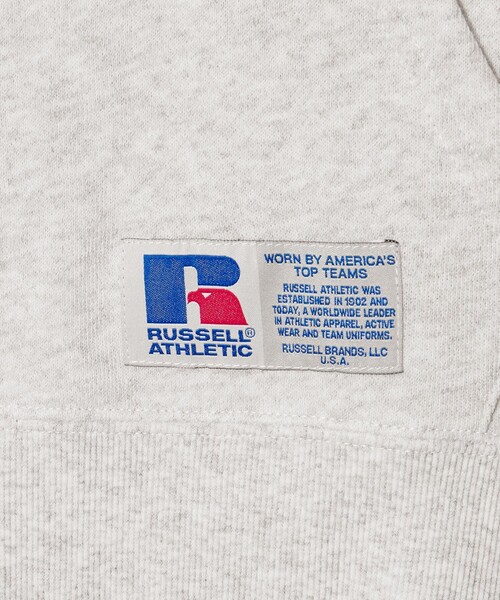 RUSSELL®
ATHLETIC
WORN BY AMERICA'S
TOP TEAMS
RUSSELL ATHLETIC WAS
ESTABLISHED IN 1902 AND
TODAY, A WORLDWIDE LEADER
IN ATHLETIC APPAREL, ACTIVE
WEAR AND TEAM UNIFORMS.
RUSSELL BRANDS, LLC
U.S.A.